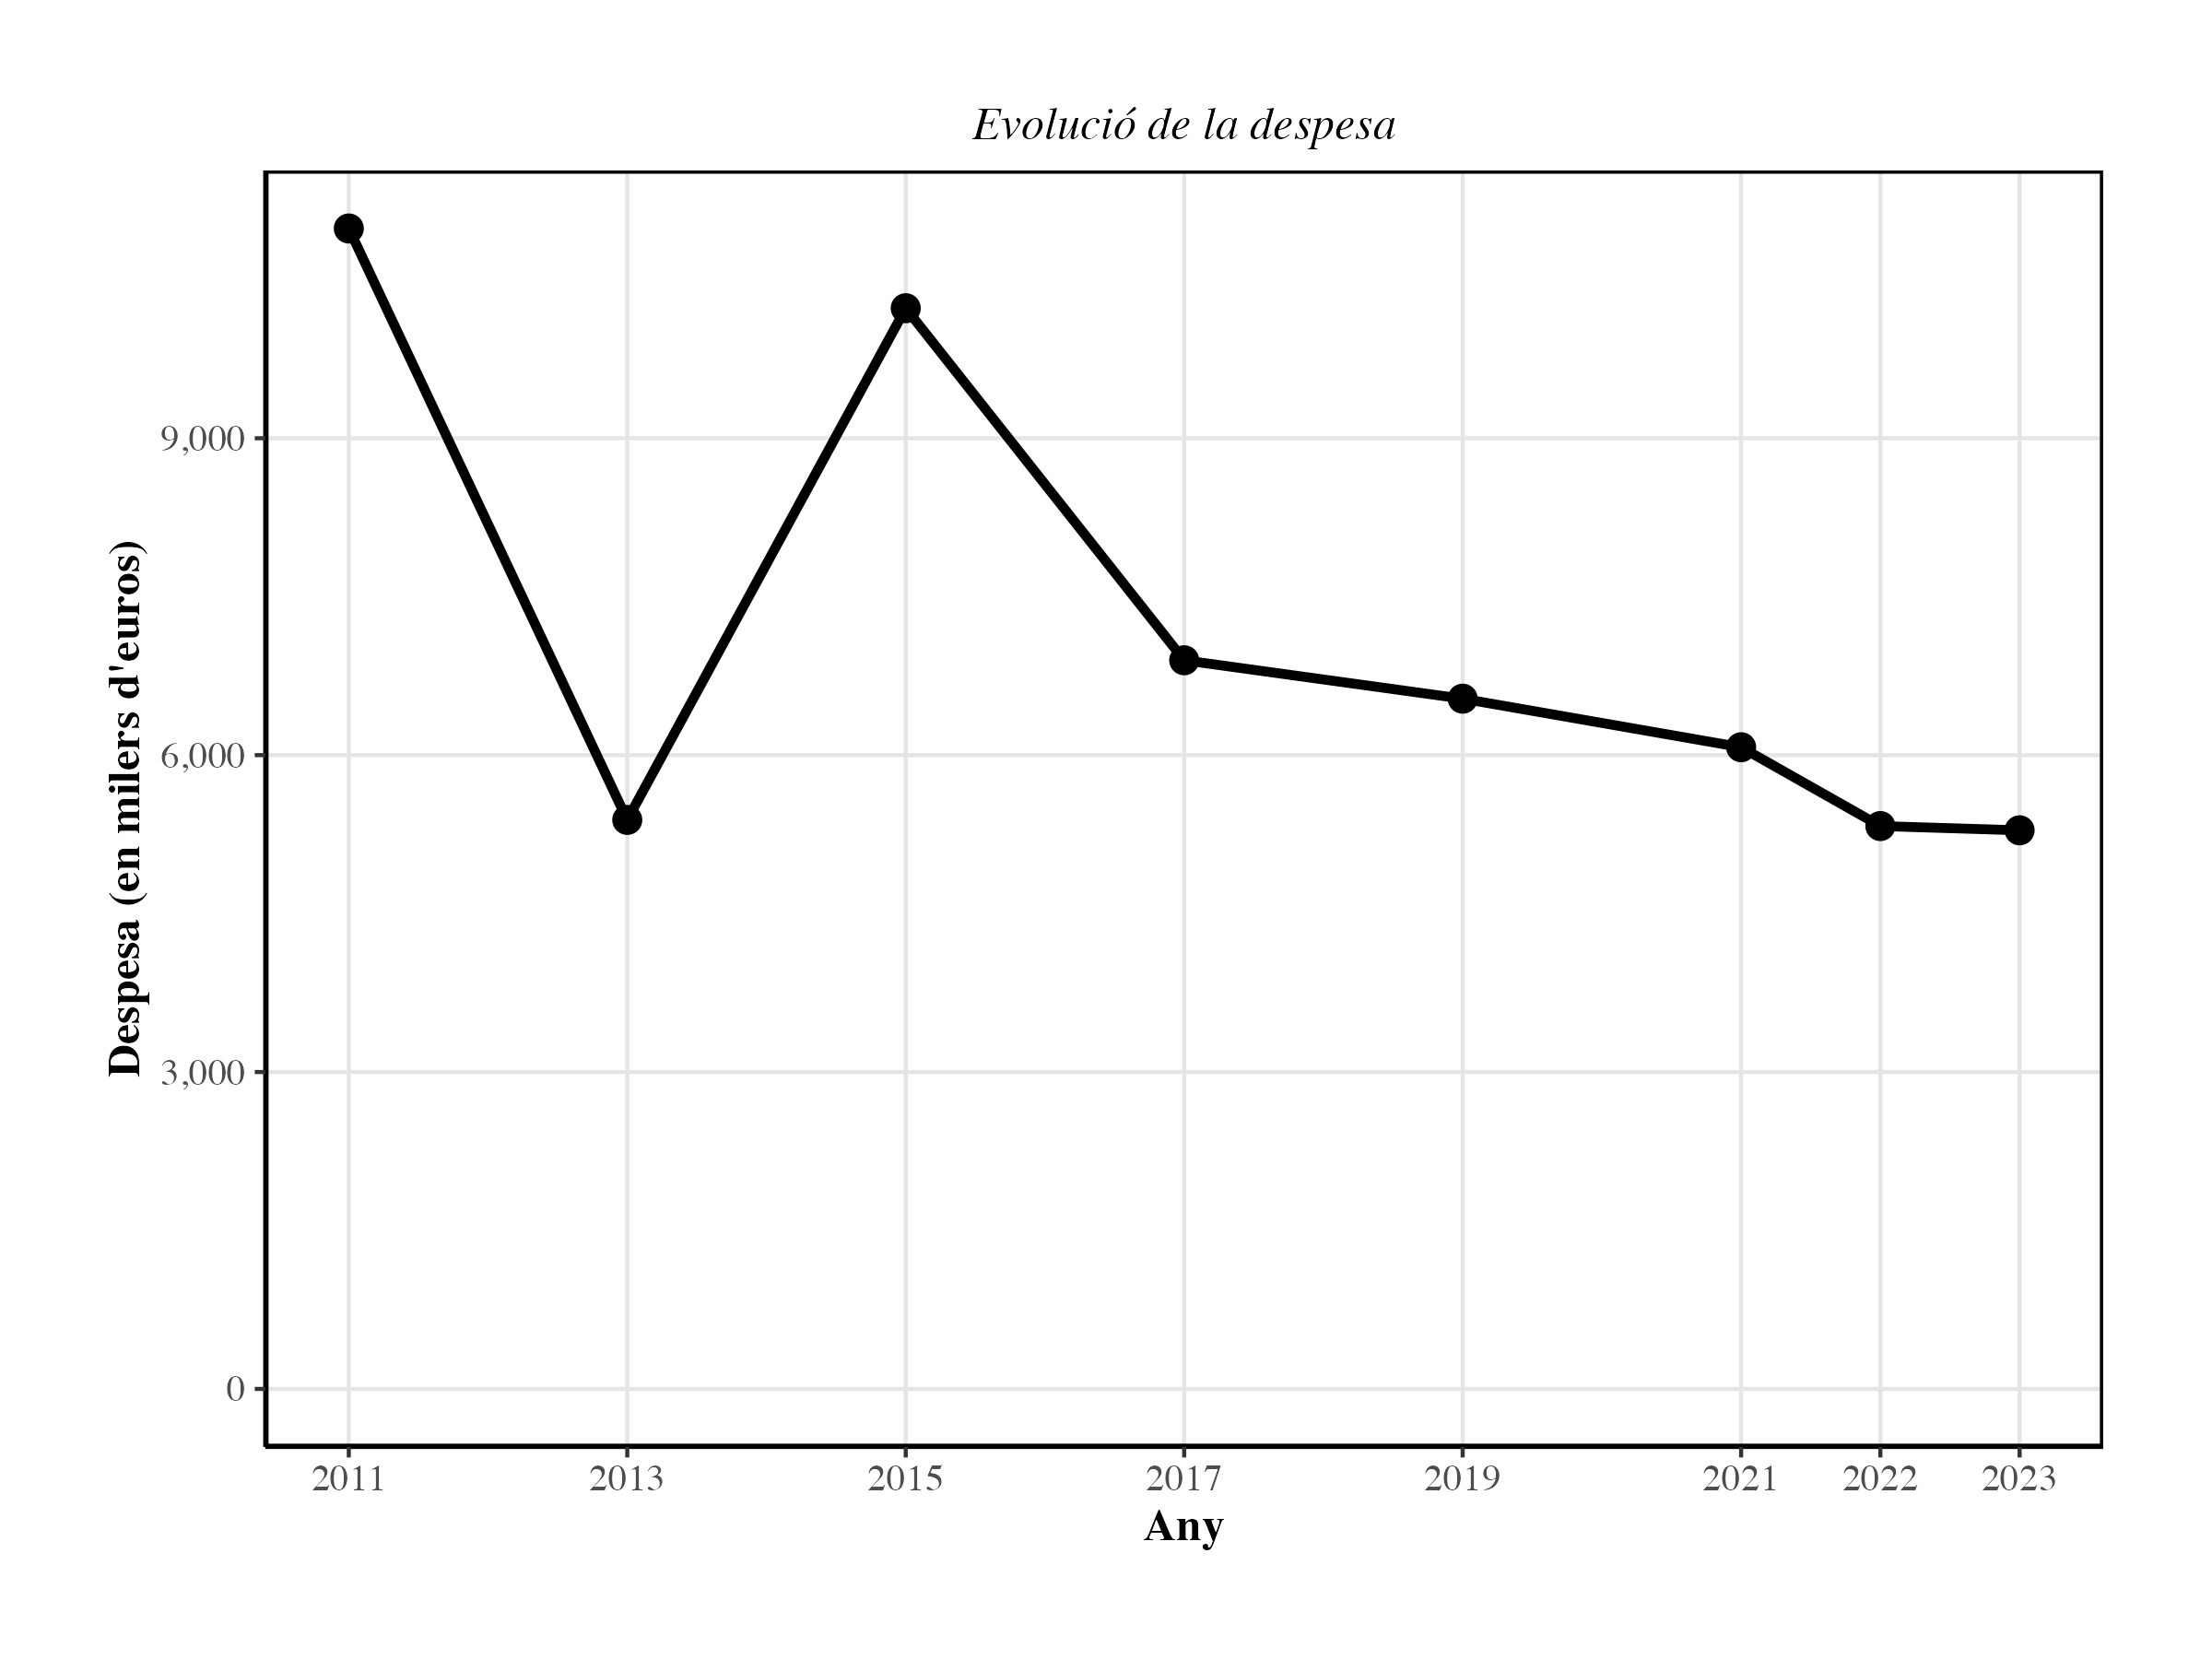 Evolució de la despesa
Despesa (en milers d'euros)
9,000
6,000
3,000
0
2011 2013 2015 2017 2019 2021 2022 2023
Any